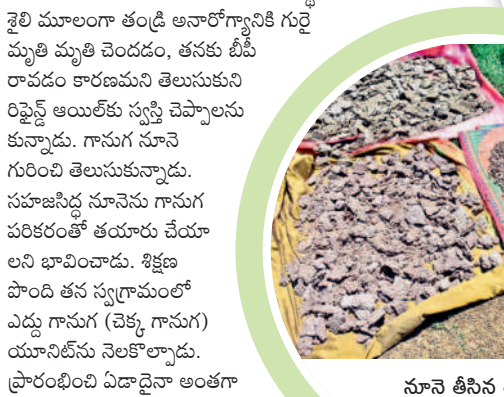 శైలి మూలంగా తండ్రి అనారోగ్యానికి గురై
మృతి మృతి చెందడం, తనకు బీపీ
రావడం కారణమని తెలుసుకుని
రిఫైన్డ్ ఆయిల్‌కు స్వస్తి చెప్పాలను
కున్నాడు. గానుగ నూనె
గురించి తెలుసుకున్నాడు.
సహజసిద్ధ నూనెను గానుగ
పరికరంతో తయారు చేయా
లని భావించాడు. శిక్షణ
పొంది తన స్వగ్రామంలో
ఎద్దు గానుగ (చెక్క గానుగ)
యూనిట్‌ను నెలకొల్పాడు.
ప్రారంభించి ఏడాదైనా అంతగా
నూనె తీసిన